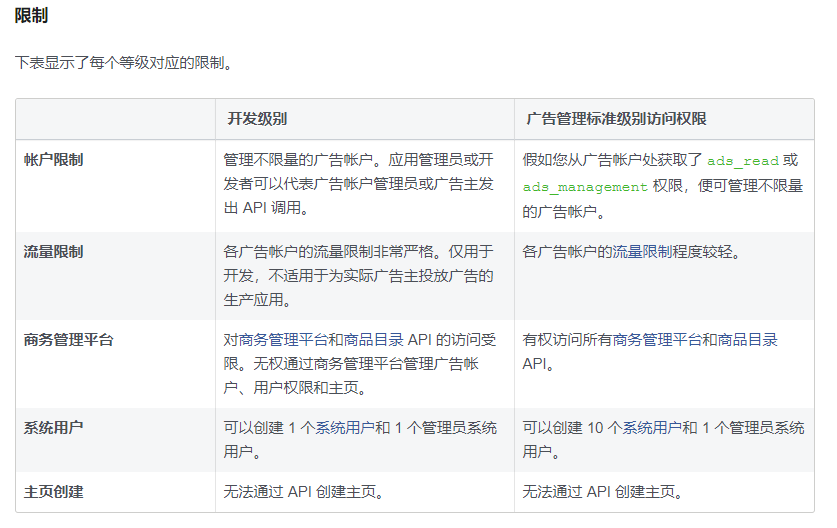 限制
下表显示了每个等级对应的限制。
开发级别
广告管理标准级别访问权限
帐户限制
管理不限量的广告帐户。应用管理员或开
发者可以代表广告帐户管理员或广告主发
出 API 调用。
假如您从广告帐户处获取了 ads_read 或
ads_management 权限，便可管理不限量
的广告帐户。
流量限制
各广告帐户的流量限制非常严格。仅用于
开发，不适用于为实际广告主投放广告的
生产应用。
各广告帐户的流量限制程度较轻。
商务管理平台
对商务管理平台和商品目录 API 的访问受
限。无权通过商务管理平台管理广告帐
户、用户权限和主页。
有权访问所有商务管理平台和商品目录
API。
系统用户
可以创建 1 个系统用户和 1 个管理员系统
用户。
可以创建 10 个系统用户和 1 个管理员系统
用户。
主页创建
无法通过 API 创建主页。
无法通过 API 创建主页。